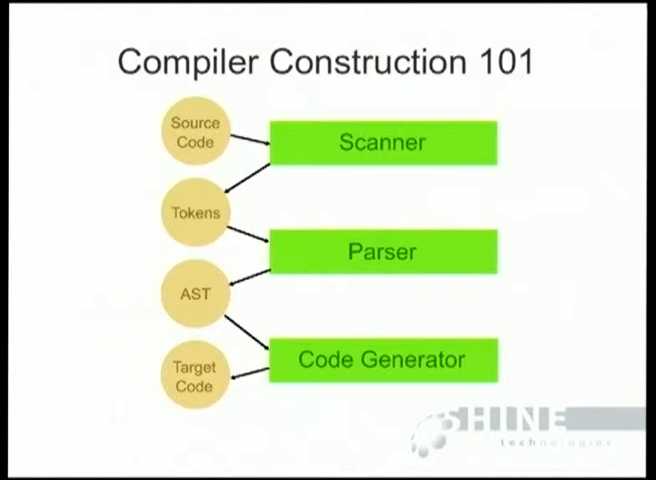 Compiler Construction 101
Source
Code
Scanner
Tokens
Parser
AST
Code Generator
Target
Code
SHINE
technologies